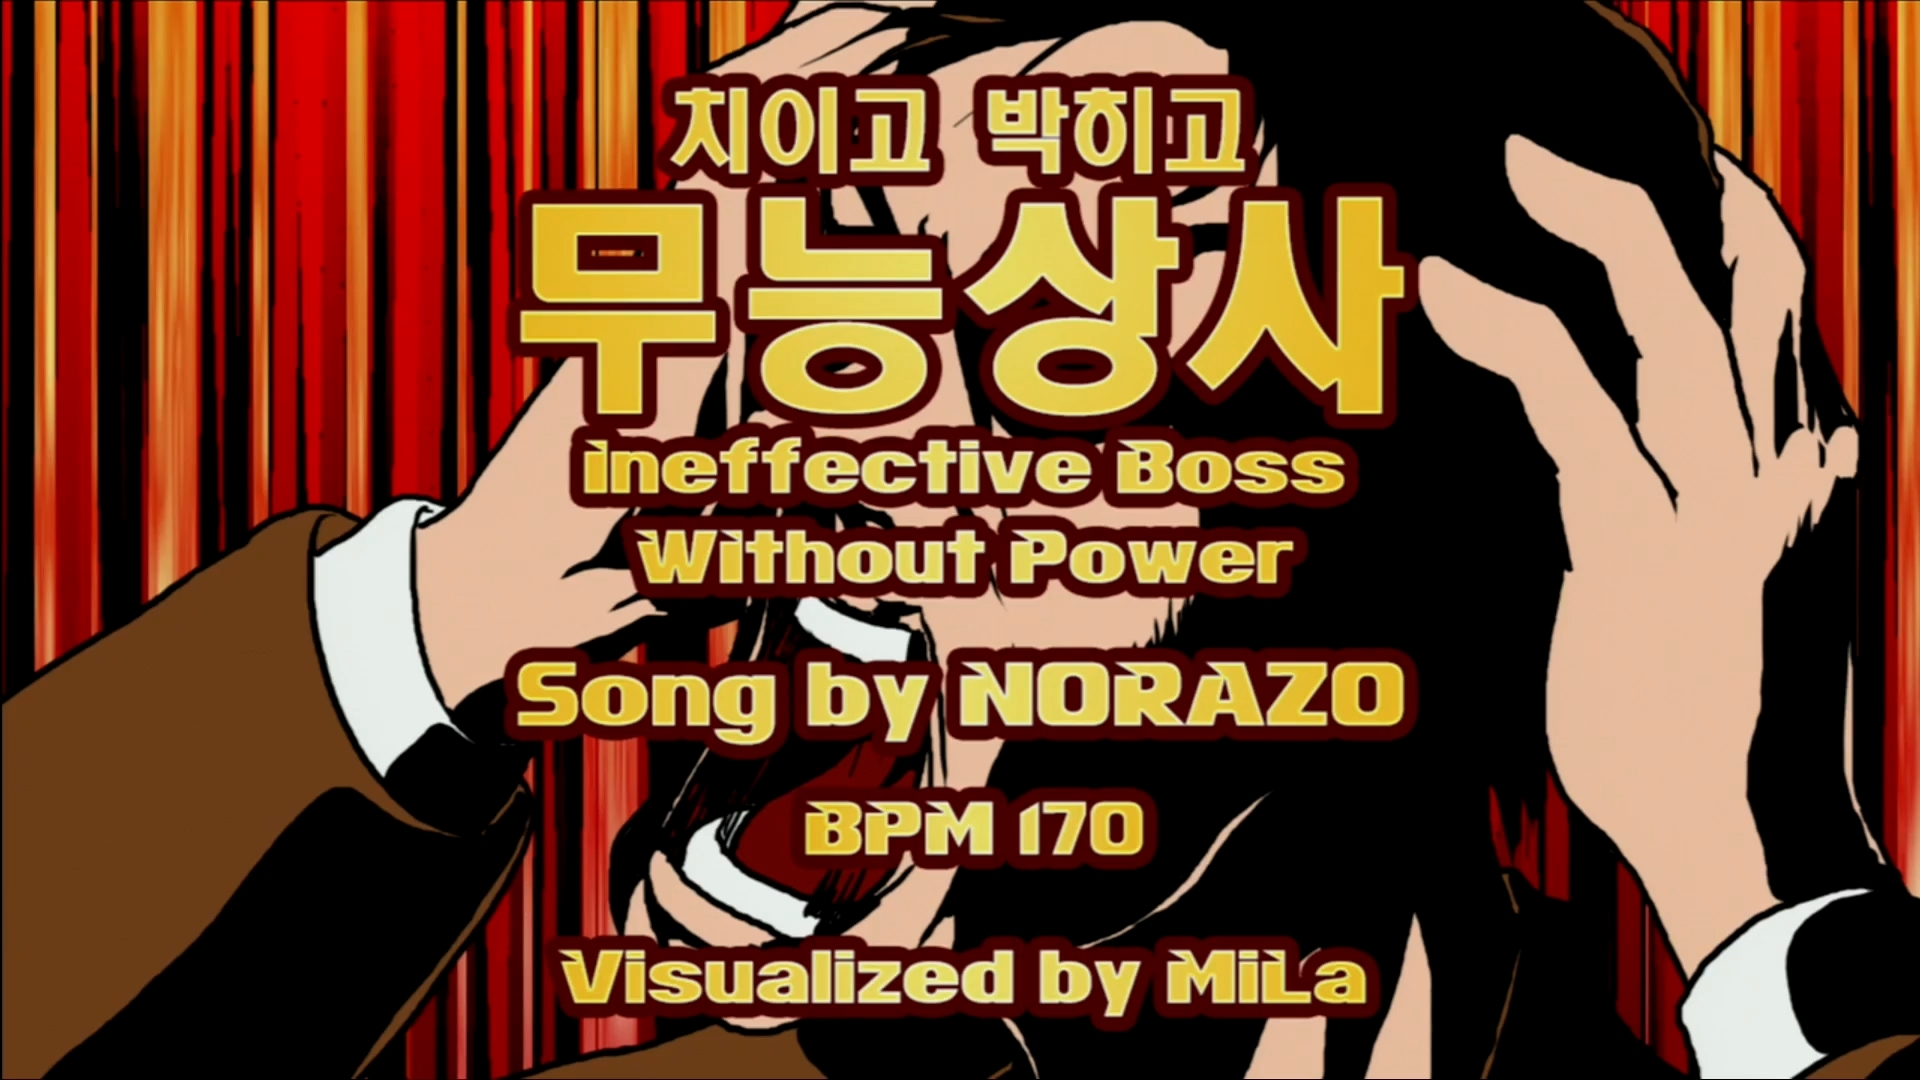 치이고 박히고
무능상사
ineffective Boss
Without Power
Song by NORAZO
BPM 170
Visualized by MiLa